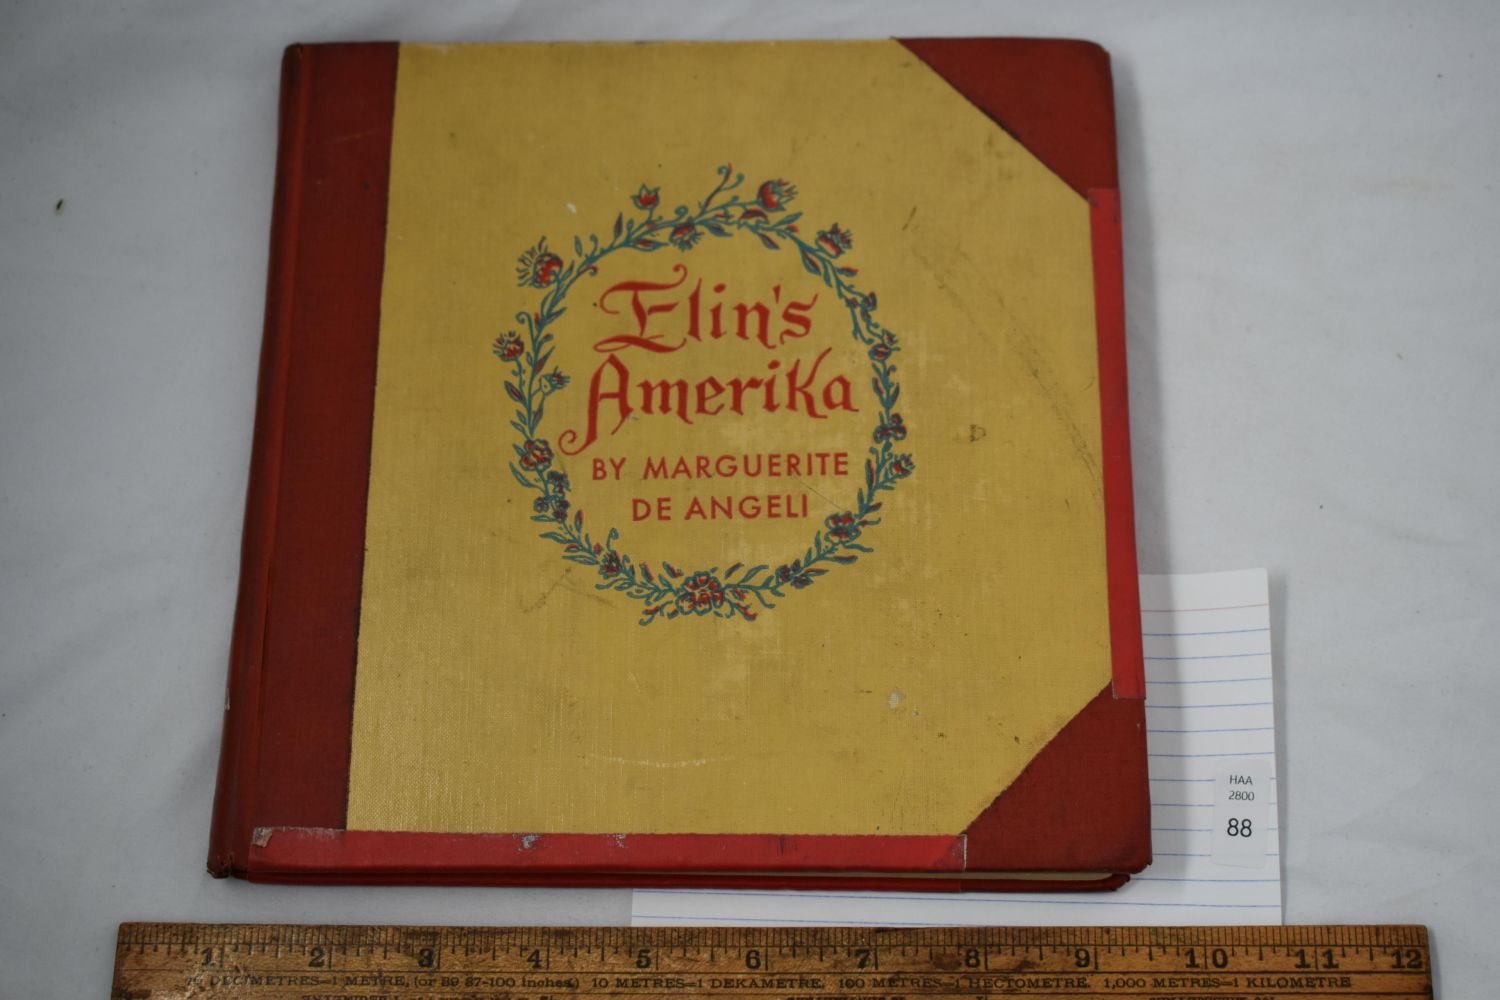 Elin's
Amerika
BY MARGUERITE
DE ANGELI
HAA
2800
88
1 2 3 4 5 6 7 8 9 10 11 12
10 DECIMETRES=1 METRE, (or 39 37-100 Inches) 10 METRES=1 DEKAMETRE, 100 METRES=1 HECTOMETRE, 1,000 METRES=1 KILOMETRE